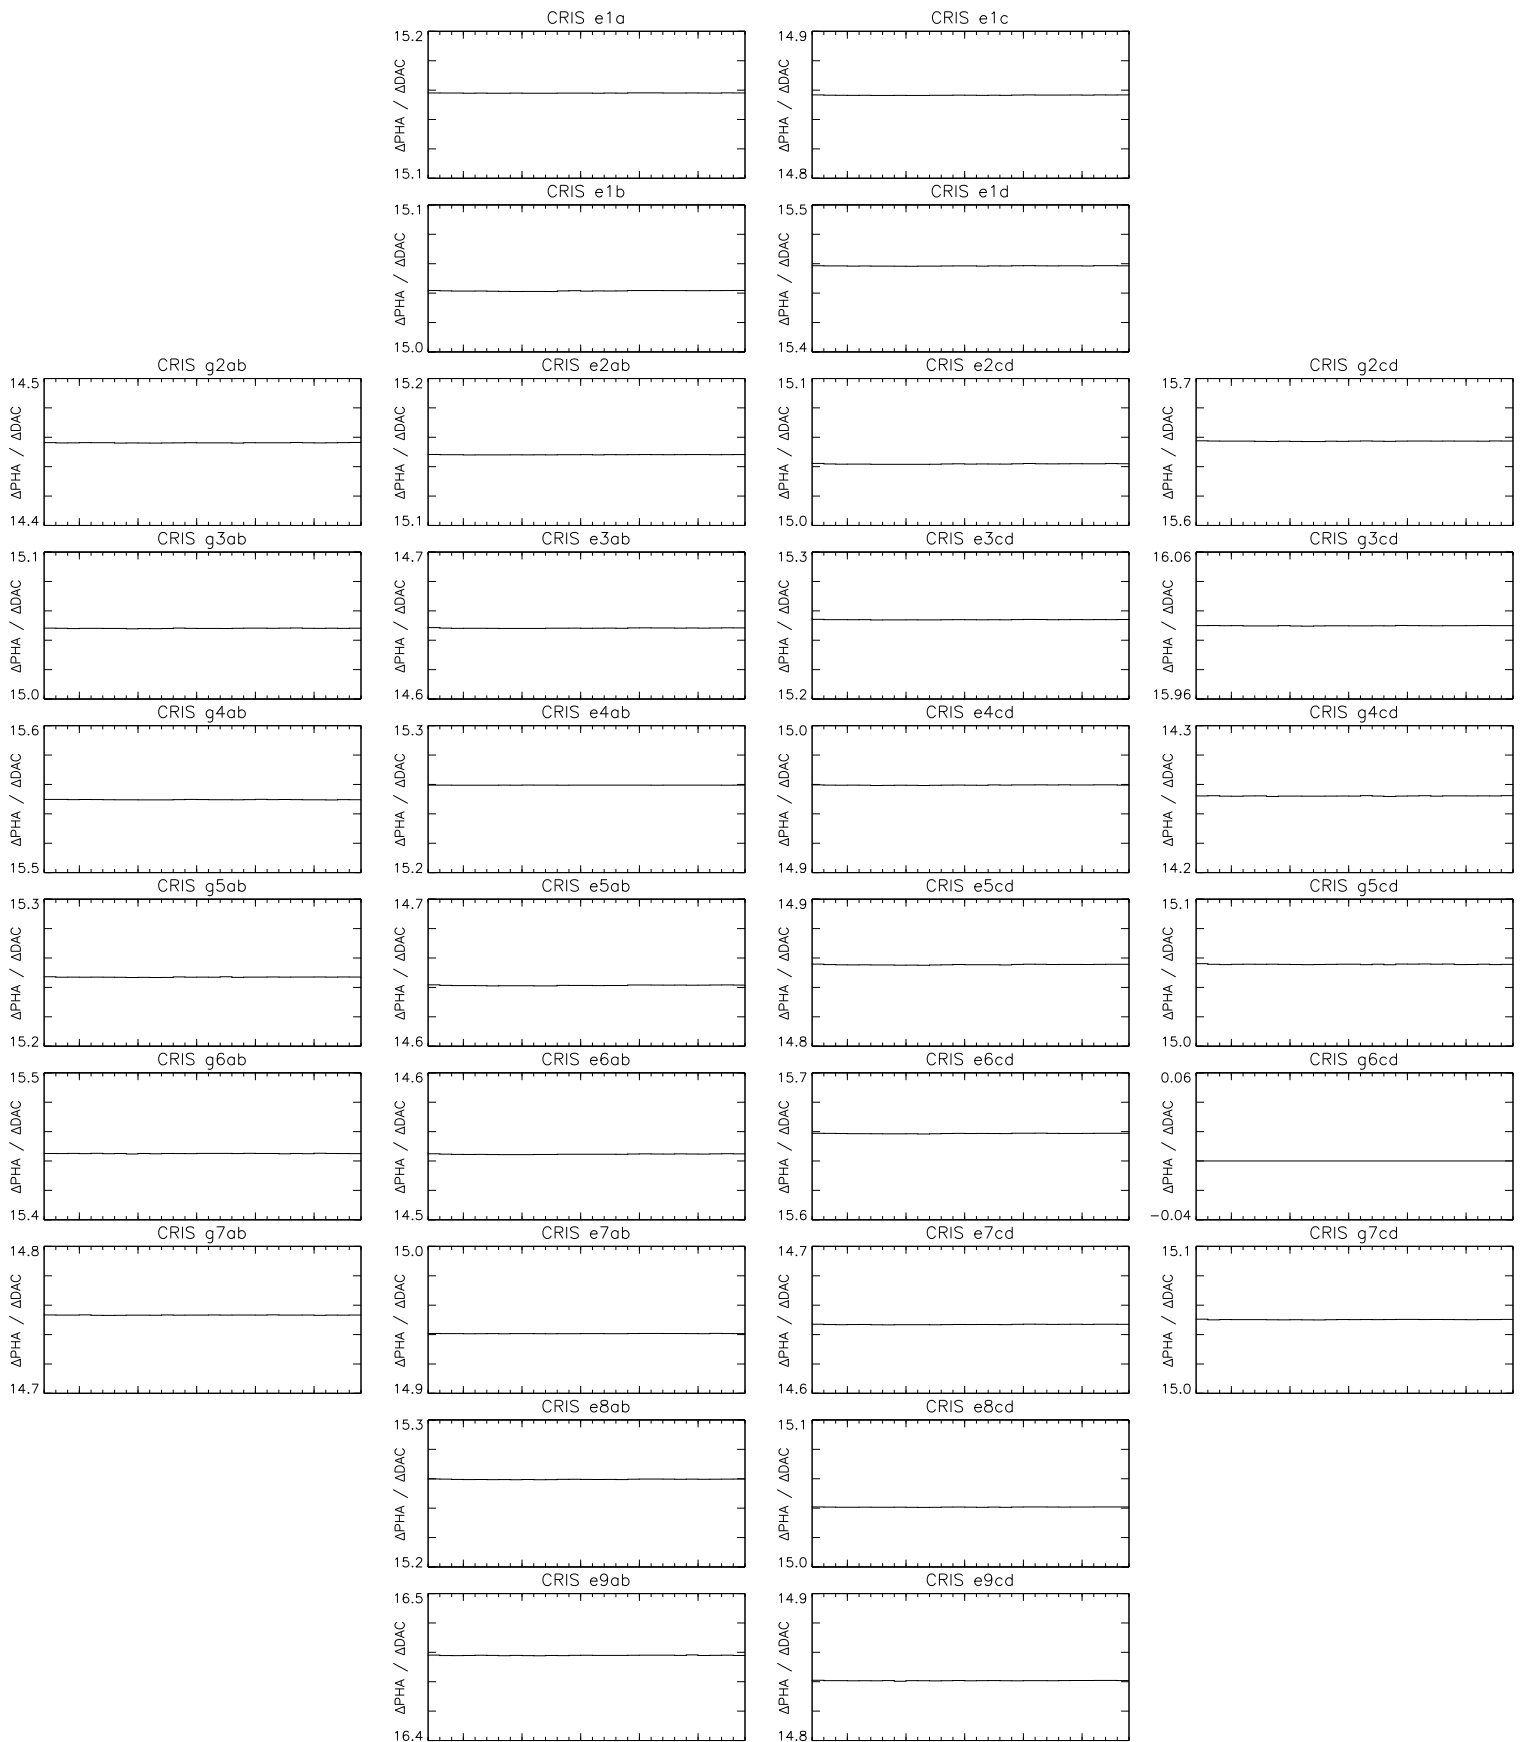 CRIS e1a
15.2
ΔPHA / ΔDAC
15.1
CRIS e1c
14.9
ΔPHA / ΔDAC
14.8
CRIS e1b
15.1
ΔPHA / ΔDAC
15.0
CRIS e1d
15.5
ΔPHA / ΔDAC
15.4
CRIS g2ab
14.5
ΔPHA / ΔDAC
14.4
CRIS e2ab
15.2
ΔPHA / ΔDAC
15.1
CRIS e2cd
15.1
ΔPHA / ΔDAC
15.0
CRIS g2cd
15.7
ΔPHA / ΔDAC
15.6
CRIS g3ab
15.1
ΔPHA / ΔDAC
15.0
CRIS e3ab
14.7
ΔPHA / ΔDAC
14.6
CRIS e3cd
15.3
ΔPHA / ΔDAC
15.2
CRIS g3cd
16.06
ΔPHA / ΔDAC
15.96
CRIS g4ab
15.6
ΔPHA / ΔDAC
15.5
CRIS e4ab
15.3
ΔPHA / ΔDAC
15.2
CRIS e4cd
15.0
ΔPHA / ΔDAC
14.9
CRIS g4cd
14.3
ΔPHA / ΔDAC
14.2
CRIS g5ab
15.3
ΔPHA / ΔDAC
15.2
CRIS e5ab
14.7
ΔPHA / ΔDAC
14.6
CRIS e5cd
14.9
ΔPHA / ΔDAC
14.8
CRIS g5cd
15.1
ΔPHA / ΔDAC
15.0
CRIS g6ab
15.5
ΔPHA / ΔDAC
15.4
CRIS e6ab
14.6
ΔPHA / ΔDAC
14.5
CRIS e6cd
15.7
ΔPHA / ΔDAC
15.6
CRIS g6cd
0.06
ΔPHA / ΔDAC
−0.04
CRIS g7ab
14.8
ΔPHA / ΔDAC
14.7
CRIS e7ab
15.0
ΔPHA / ΔDAC
14.9
CRIS e7cd
14.7
ΔPHA / ΔDAC
14.6
CRIS g7cd
15.1
ΔPHA / ΔDAC
15.0
CRIS e8ab
15.3
ΔPHA / ΔDAC
15.2
CRIS e8cd
15.1
ΔPHA / ΔDAC
15.0
CRIS e9ab
16.5
ΔPHA / ΔDAC
16.4
CRIS e9cd
14.9
ΔPHA / ΔDAC
14.8